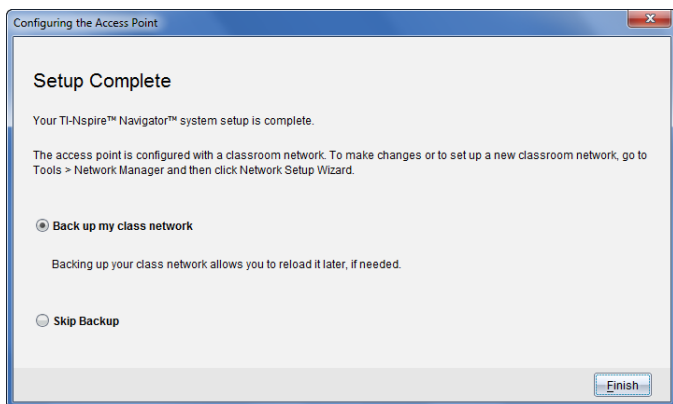 Configuring the Access Point
Setup Complete
Your TI-Nspire™ Navigator™ system setup is complete.
The access point is configured with a classroom network. To make changes or to set up a new classroom network, go to
Tools > Network Manager and then click Network Setup Wizard.
Back up my class network
Backing up your class network allows you to reload it later, if needed.
Skip Backup
Finish